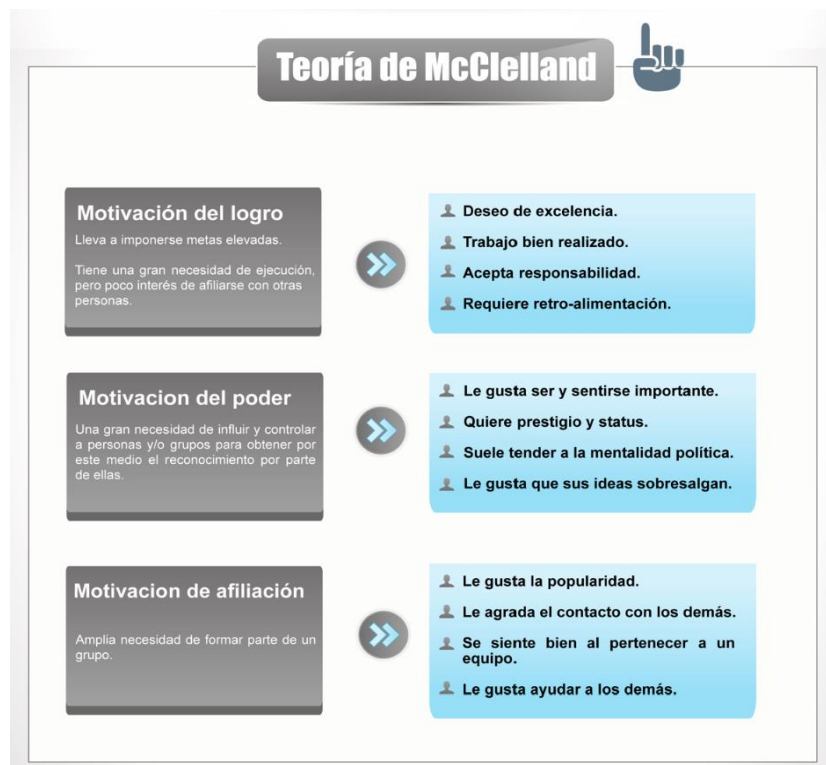 Teoría de McClelland
Motivación del logro
Lleva a imponerse metas elevadas.
Tiene una gran necesidad de ejecución,
pero poco interés de afiliarse con otras
personas.
Deseo de excelencia.
Trabajo bien realizado.
Acepta responsabilidad.
Requiere retro-alimentación.
Motivacion del poder
Una gran necesidad de influir y controlar
a personas y/o grupos para obtener por
este medio el reconocimiento por parte
de ellas.
Le gusta ser y sentirse importante.
Quiere prestigio y status.
Suele tender a la mentalidad política.
Le gusta que sus ideas sobresalgan.
Motivacion de afiliación
Amplia necesidad de formar parte de un
grupo.
Le gusta la popularidad.
Le agrada el contacto con los demás.
Se siente bien al pertenecer a un
equipo.
Le gusta ayudar a los demás.